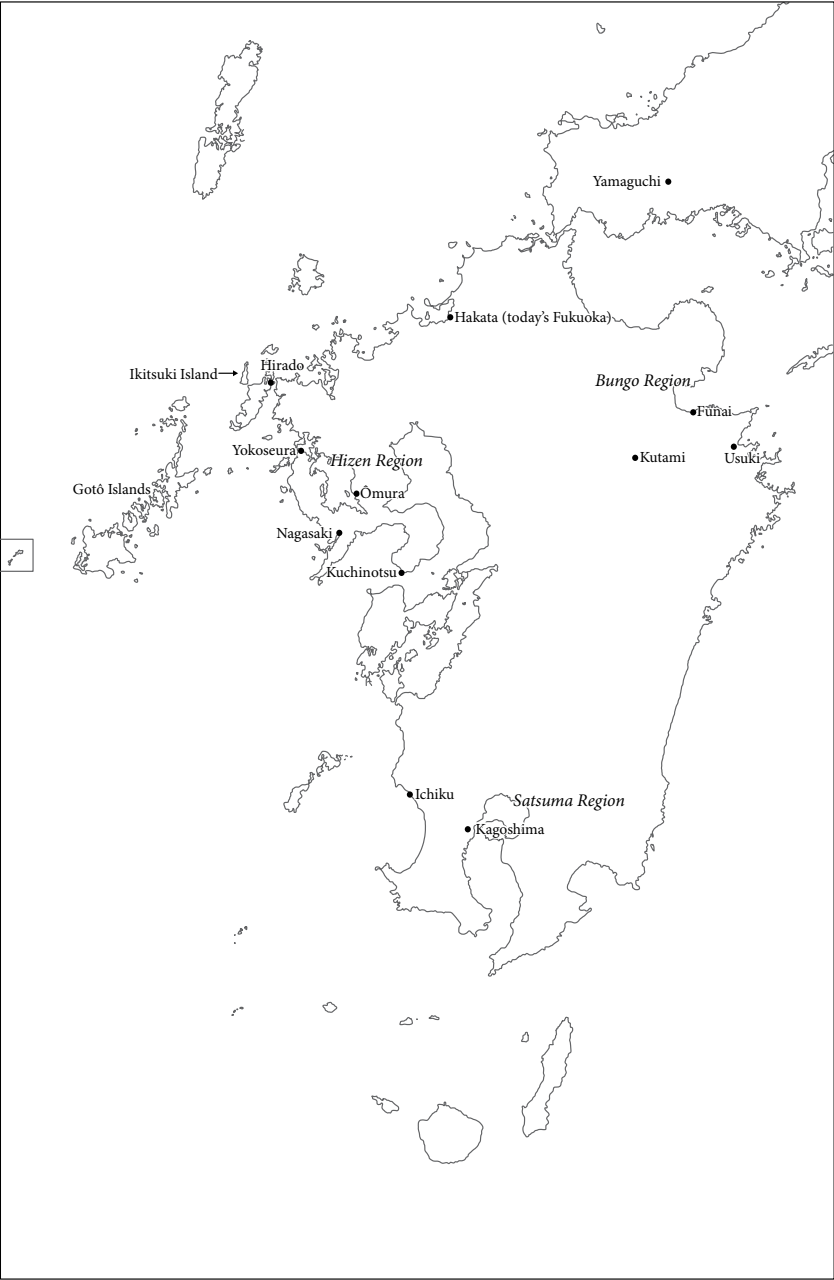 Yamaguchi
Hakata (today's Fukuoka)
Hirado
Ikitsuki Island
Bungo Region
Funai
Yokoseura
Hizen Region
Kutami
Usuki
Gotô Islands
Ômura
Nagasaki
Kuchinotsu
Ichiku
Satsuma Region
Kagoshima